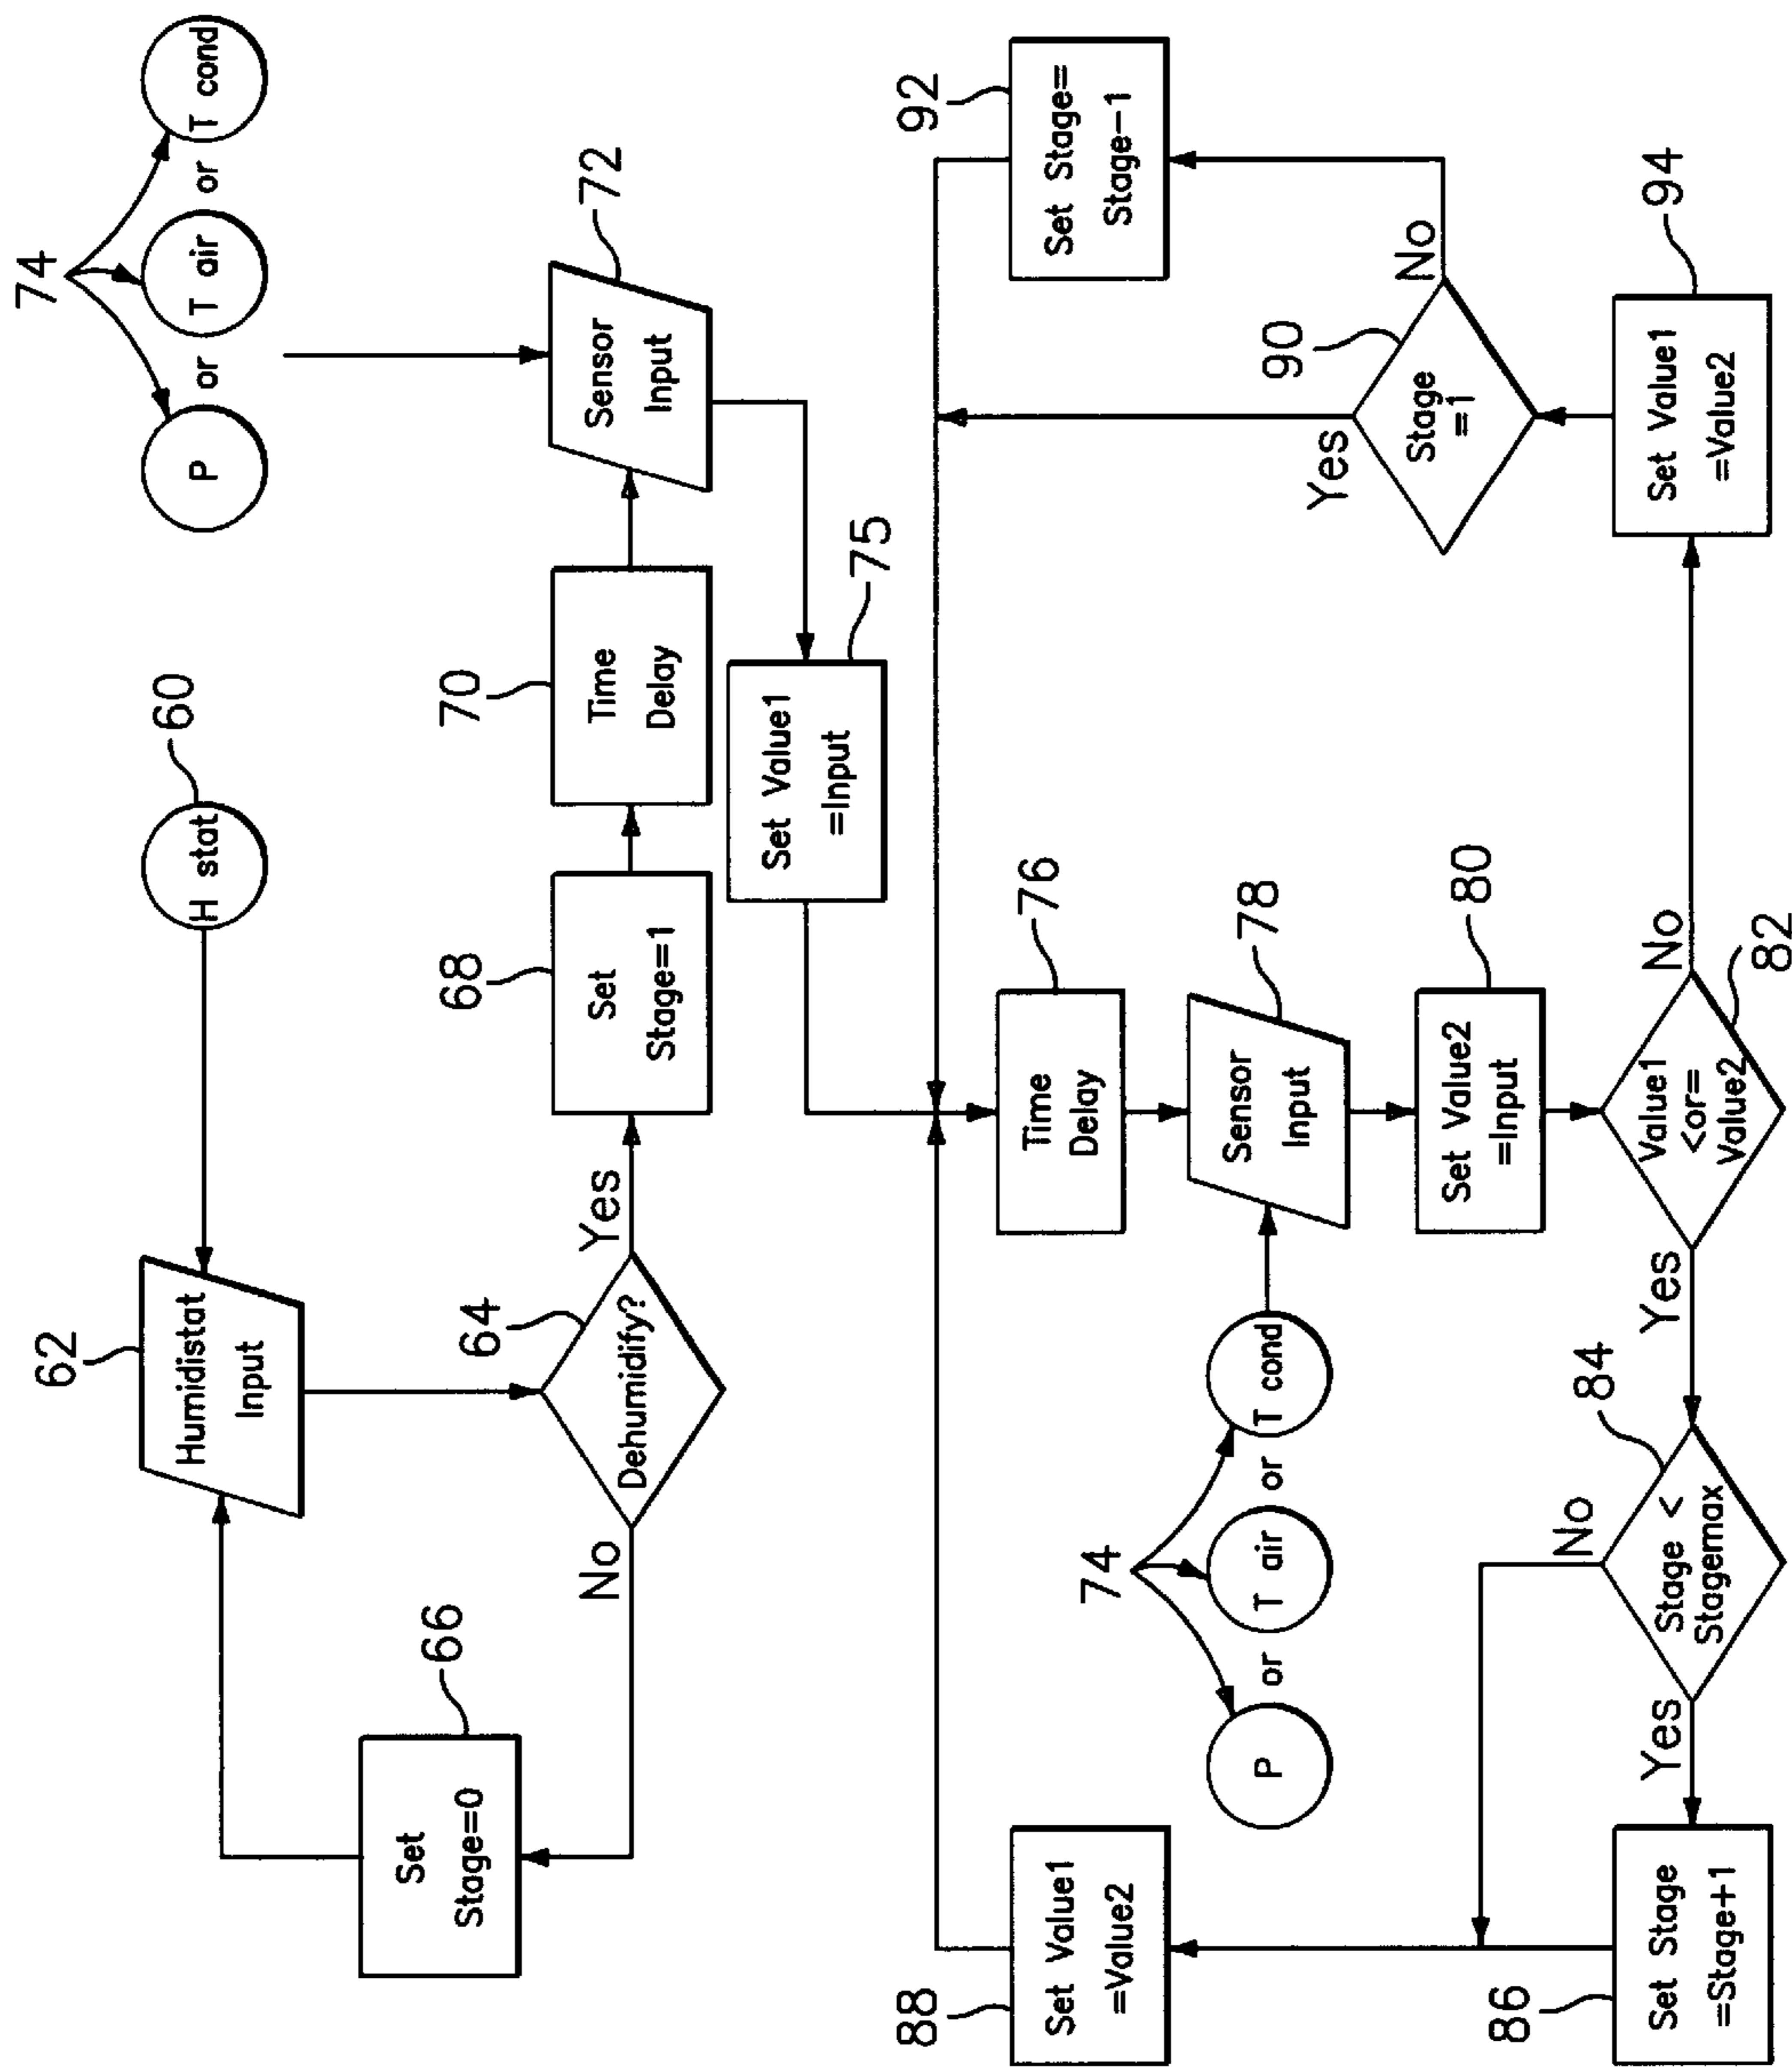 62
Humidistat
Input
H stat
60
74
P
or
T air
or
T cond
66
Set
Stage=0
No
64
Dehumidify?
Yes
68
Set
Stage=1
70
Time
Delay
72
Sensor
Input
75
Set Value1
=Input
88
Set Value1
=Value2
76
Time
Delay
92
Set Stage=
Stage-1
74
P
or
T air
or
T cond
78
Sensor
Input
90
Stage
=1
Yes
No
80
Set Value2
=Input
86
Set Stage
=Stage+1
Yes
84
Stage <
Stagemax
No
Yes
82
Value1
<or=
Value2
No
94
Set Value1
=Value2